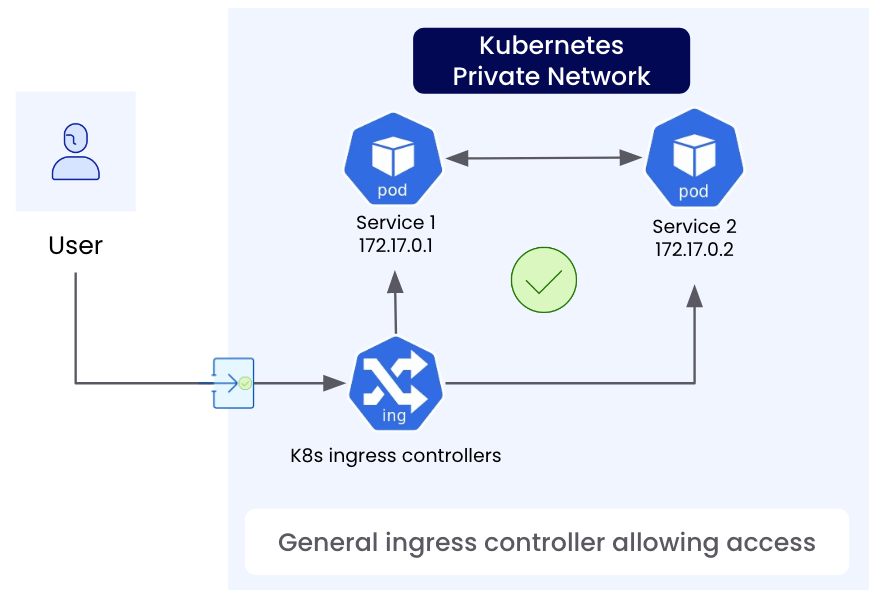 Kubernetes
Private Network
pod
pod
Service 1
172.17.0.1
Service 2
172.17.0.2
User
ing
K8s ingress controllers
General ingress controller allowing access